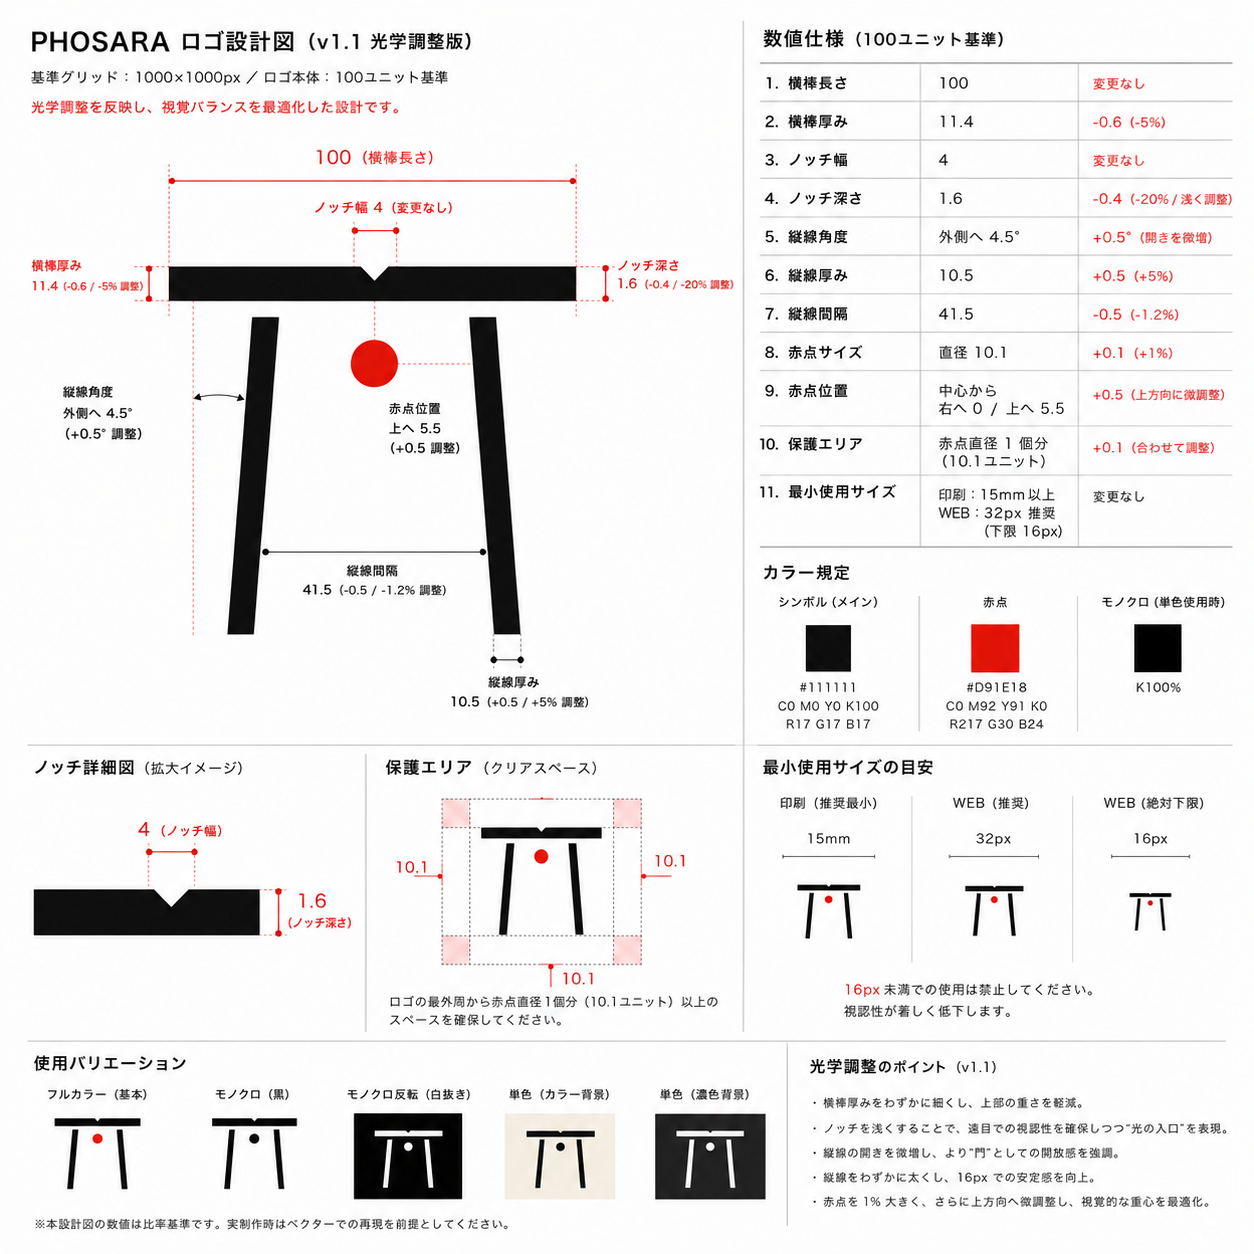 PHOSARA ロゴ設計図（v1.1 光学調整版）
基準グリッド：1000×1000px ／ ロゴ本体：100ユニット基準
光学調整を反映し、視覚バランスを最適化した設計です。
100（横棒長さ）
ノッチ幅 4（変更なし）
横棒厚み
11.4（-0.6 / -5% 調整）
ノッチ深さ
1.6（-0.4 / -20% 調整）
縦線角度
外側へ 4.5°
（+0.5° 調整）
赤点位置
上へ 5.5
（+0.5 調整）
縦線間隔
41.5（-0.5 / -1.2% 調整）
縦線厚み
10.5（+0.5 / +5% 調整）
数値仕様（100ユニット基準）
1. 横棒長さ 100 変更なし
2. 横棒厚み 11.4 -0.6（-5%）
3. ノッチ幅 4 変更なし
4. ノッチ深さ 1.6 -0.4（-20% / 浅く調整）
5. 縦線角度 外側へ 4.5° +0.5°（開きを微増）
6. 縦線厚み 10.5 +0.5（+5%）
7. 縦線間隔 41.5 -0.5（-1.2%）
8. 赤点サイズ 直径 10.1 +0.1（+1%）
9. 赤点位置 中心から
右へ 0 / 上へ 5.5
+0.5（上方向に微調整）
10. 保護エリア 赤点直径 1 個分
（10.1ユニット）
+0.1（合わせて調整）
11. 最小使用サイズ 印刷：15mm以上
WEB：32px 推奨
（下限 16px）
変更なし
カラー規定
シンボル（メイン）
#111111
C0 M0 Y0 K100
R17 G17 B17
赤点
#D91E18
C0 M92 Y91 K0
R217 G30 B24
モノクロ（単色使用時）
K100%
ノッチ詳細図（拡大イメージ）
4（ノッチ幅）
1.6
（ノッチ深さ）
保護エリア（クリアスペース）
10.1
10.1
10.1
ロゴの最外周から赤点直径1個分（10.1ユニット）以上の
スペースを確保してください。
最小使用サイズの目安
印刷（推奨最小）
15mm
WEB（推奨）
32px
WEB（絶対下限）
16px
16px 未満での使用は禁止してください。
視認性が著しく低下します。
使用バリエーション
フルカラー（基本）
モノクロ（黒）
モノクロ反転（白抜き）
単色（カラー背景）
単色（濃色背景）
※本設計図の数値は比率基準です。実制作時はベクターでの再現を前提としてください。
光学調整のポイント（v1.1）
・横棒厚みをわずかに細くし、上部の重さを軽減。
・ノッチを浅くすることで、遠目での視認性を確保しつつ“光の入口”を表現。
・縦線の開きを微増し、より“門”としての開放感を強調。
・縦線をわずかに太くし、16px での安定感を向上。
・赤点を 1% 大きく、さらに上方向へ微調整し、視覚的な重心を最適化。